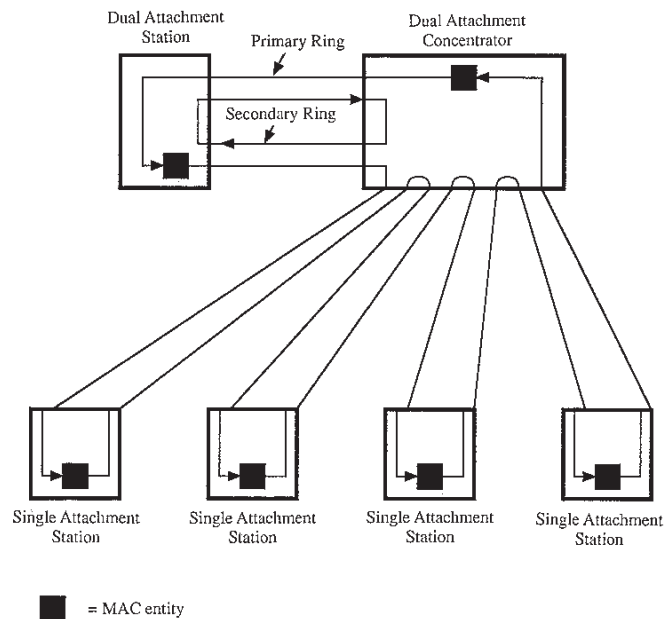 Dual Attachment
Station
Primary Ring
Dual Attachment
Concentrator
Secondary Ring
Single Attachment
Station
Single Attachment
Station
Single Attachment
Station
Single Attachment
Station
= MAC entity